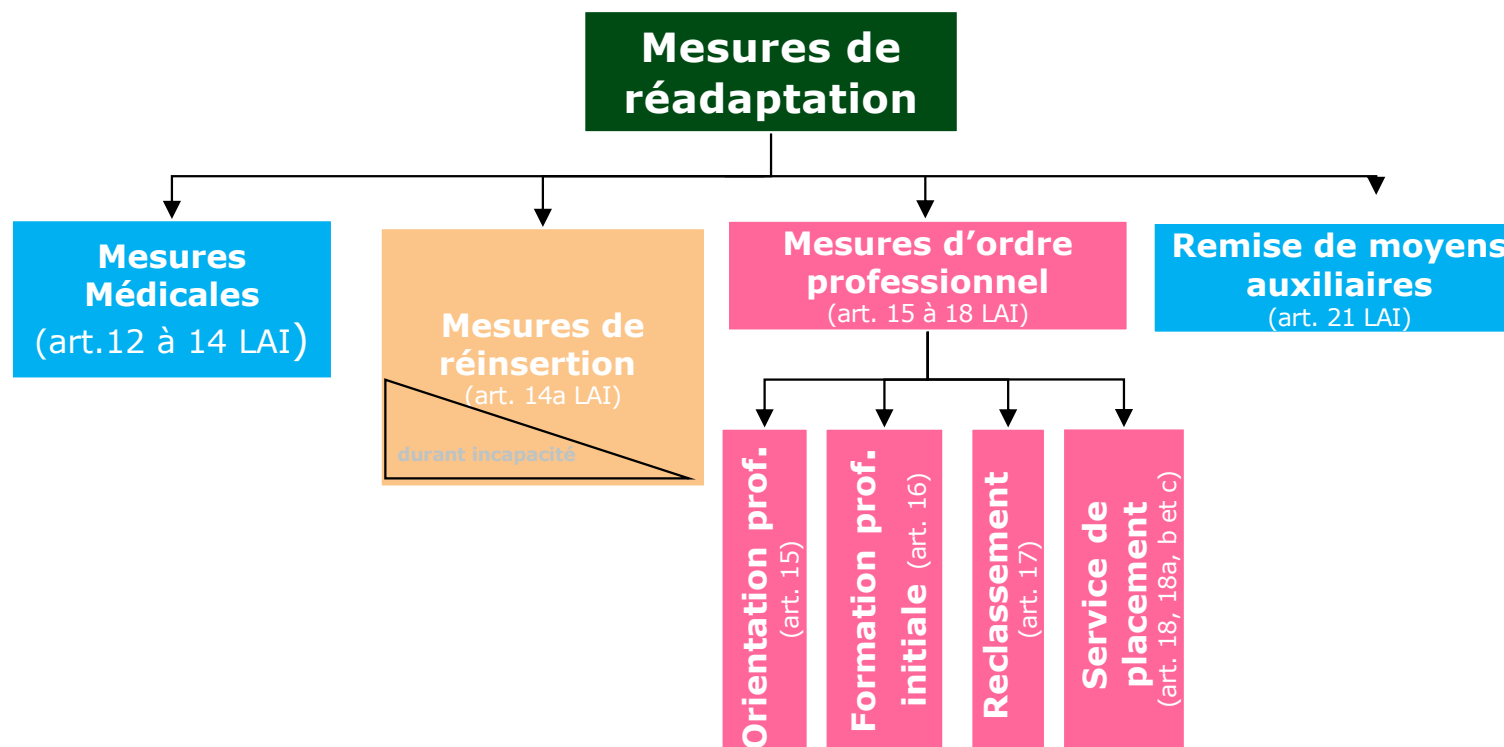 Mesures de
réadaptation
Mesures
Médicales
(art.12 à 14 LAI)
Mesures de
réinsertion
(art. 14a LAI)
durant incapacité
Mesures d’ordre
professionnel
(art. 15 à 18 LAI)
Remise de moyens
auxiliaires
(art. 21 LAI)
Orientation prof.
(art. 15)
Formation prof.
initiale (art. 16)
Reclassement
(art. 17)
Service de
placement
(art. 18, 18a, b et c)